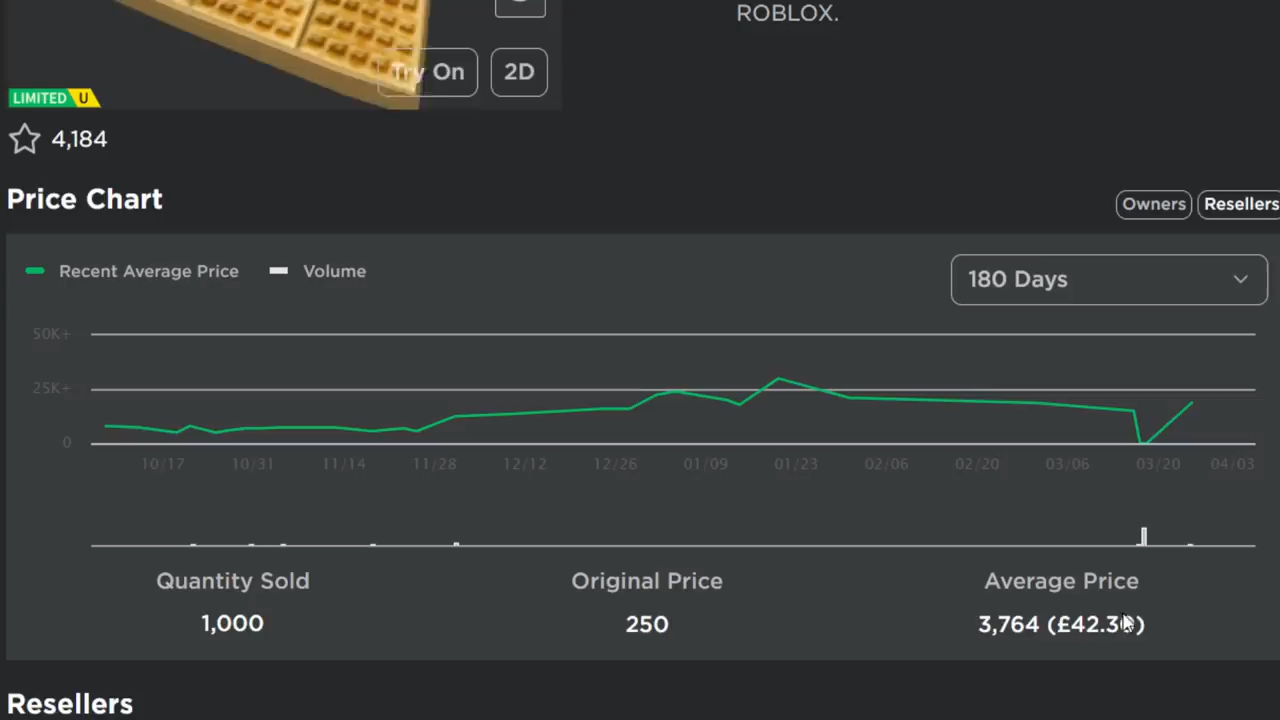 ROBLOX.
Try On
2D
LIMITED U
4,184
Price Chart
Owners
Resellers
Recent Average Price
Volume
180 Days
50K+
25K+
0
10/17 10/31 11/14 11/28 12/12 12/26 01/09 01/23 02/06 02/20 03/06 03/20 04/03
Quantity Sold
Original Price
Average Price
1,000
250
3,764
Resellers